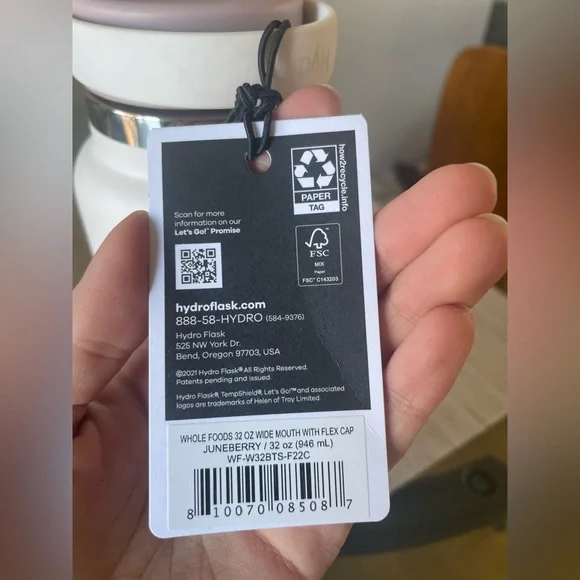 Hyd
how2recycle.info
PAPER
TAG
Scan for more
information on our
Let's Go!™ Promise
FSC
MIX
Paper
FSC™ C143203
hydroflask.com
888-58-HYDRO (584-9376)
Hydro Flask
525 NW York Dr.
Bend, Oregon 97703, USA
©2021 Hydro Flask® All Rights Reserved.
Patents pending and issued.
Hydro Flask®, TempShield®, Let's Go!™ and associated
logos are trademarks of Helen of Troy Limited.
WHOLE FOODS 32 OZ WIDE MOUTH WITH FLEX CAP
JUNEBERRY / 32 oz (946 mL)
WF-W32BTS-F22C
8 10070 08508 7